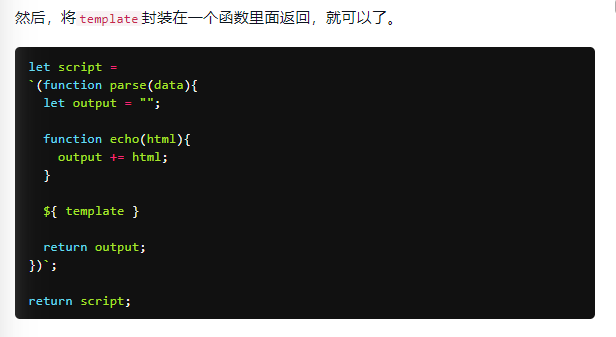 然后，将template封装在一个函数里面返回，就可以了。
let script =
`(function parse(data){
  let output = "";
  function echo(html){
    output += html;
  }
  ${ template }
  return output;
})`;
return script;